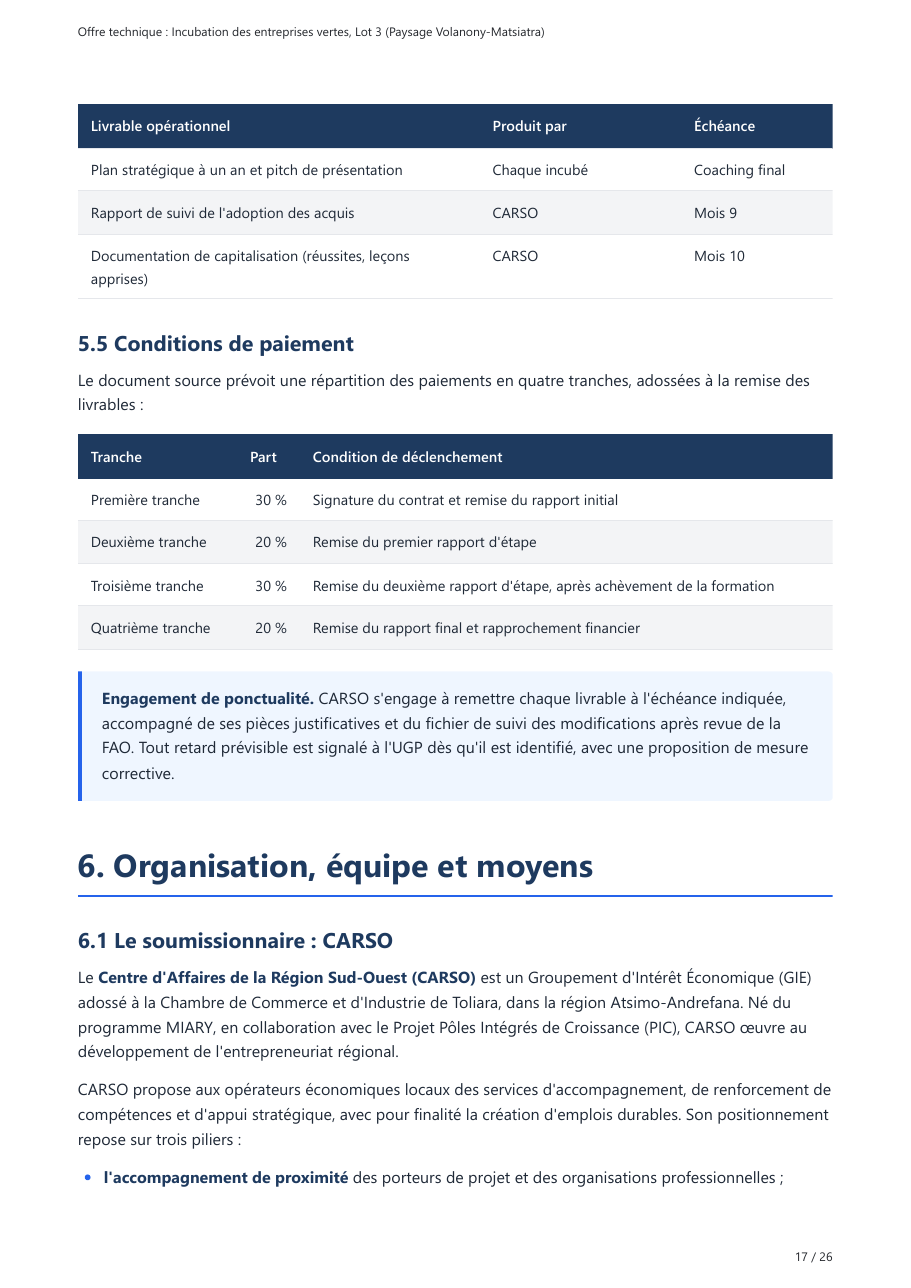 Offre technique : Incubation des entreprises vertes, Lot 3 (Paysage Volanony-Matsiatra)
Livrable opérationnel Produit par Échéance
Plan stratégique à un an et pitch de présentation Chaque incubé Coaching final
Rapport de suivi de l'adoption des acquis CARSO Mois 9
Documentation de capitalisation (réussites, leçons CARSO Mois 10
apprises)
5.5 Conditions de paiement
Le document source prévoit une répartition des paiements en quatre tranches, adossées à la remise des
livrables :
Tranche Part Condition de déclenchement
Première tranche 30 % Signature du contrat et remise du rapport initial
Deuxième tranche 20 % Remise du premier rapport d'étape
Troisième tranche 30 % Remise du deuxième rapport d'étape, après achèvement de la formation
Quatrième tranche 20 % Remise du rapport final et rapprochement financier
Engagement de ponctualité. CARSO s'engage à remettre chaque livrable à l'échéance indiquée,
accompagné de ses pièces justificatives et du fichier de suivi des modifications après revue de la
FAO. Tout retard prévisible est signalé à l'UGP dès qu'il est identifié, avec une proposition de mesure
corrective.
6. Organisation, équipe et moyens
6.1 Le soumissionnaire : CARSO
Le Centre d'Affaires de la Région Sud-Ouest (CARSO) est un Groupement d'Intérêt Économique (GIE)
adossé à la Chambre de Commerce et d'Industrie de Toliara, dans la région Atsimo-Andrefana. Né du
programme MIARY, en collaboration avec le Projet Pôles Intégrés de Croissance (PIC), CARSO œuvre au
développement de l'entrepreneuriat régional.
CARSO propose aux opérateurs économiques locaux des services d'accompagnement, de renforcement de
compétences et d'appui stratégique, avec pour finalité la création d'emplois durables. Son positionnement
repose sur trois piliers :
• l'accompagnement de proximité des porteurs de projet et des organisations professionnelles ;
17 / 26